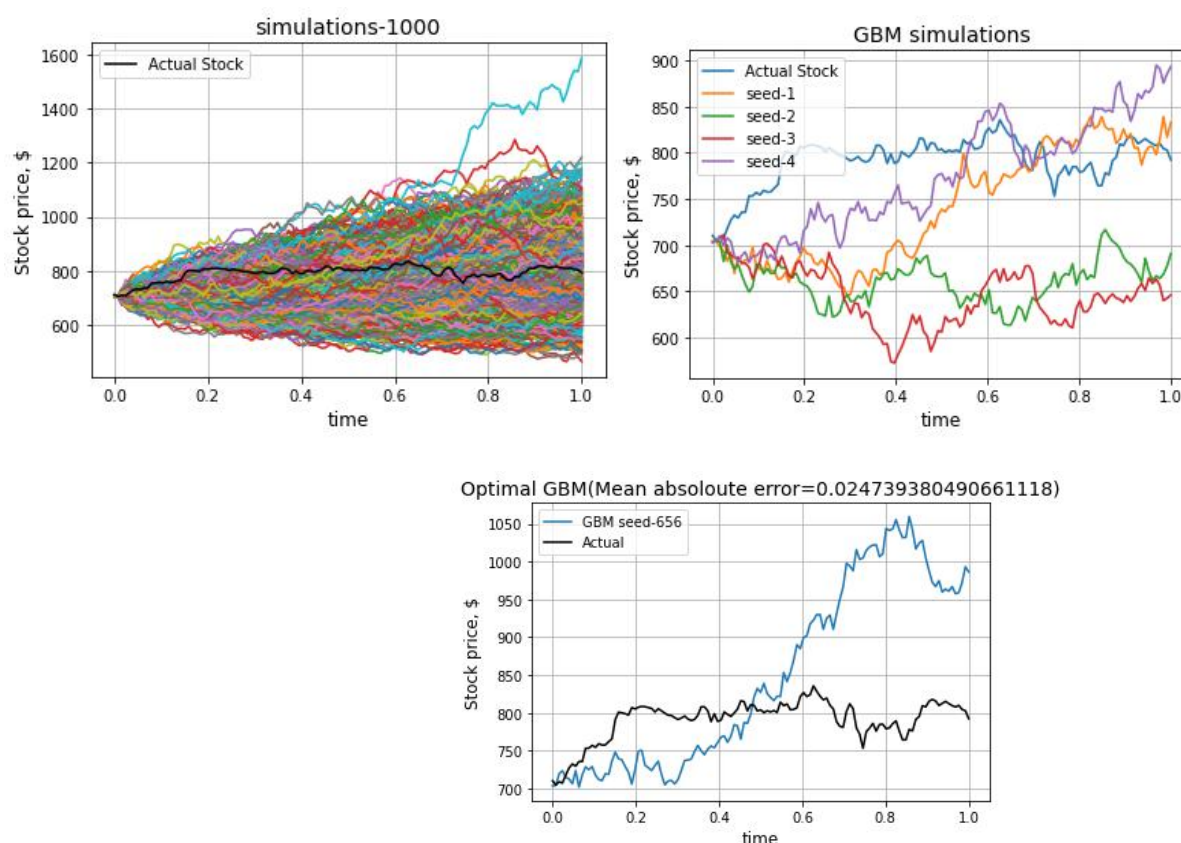 simulations-1000
Actual Stock
Stock price, $
1600
1400
1200
1000
800
600
0.0 0.2 0.4 0.6 0.8 1.0
time
GBM simulations
Actual Stock
seed-1
seed-2
seed-3
seed-4
Stock price, $
900
850
800
750
700
650
600
0.0 0.2 0.4 0.6 0.8 1.0
time
Optimal GBM(Mean absoloute error=0.024739380490661118)
GBM seed-656
Actual
Stock price, $
1050
1000
950
900
850
800
750
700
0.0 0.2 0.4 0.6 0.8 1.0
time